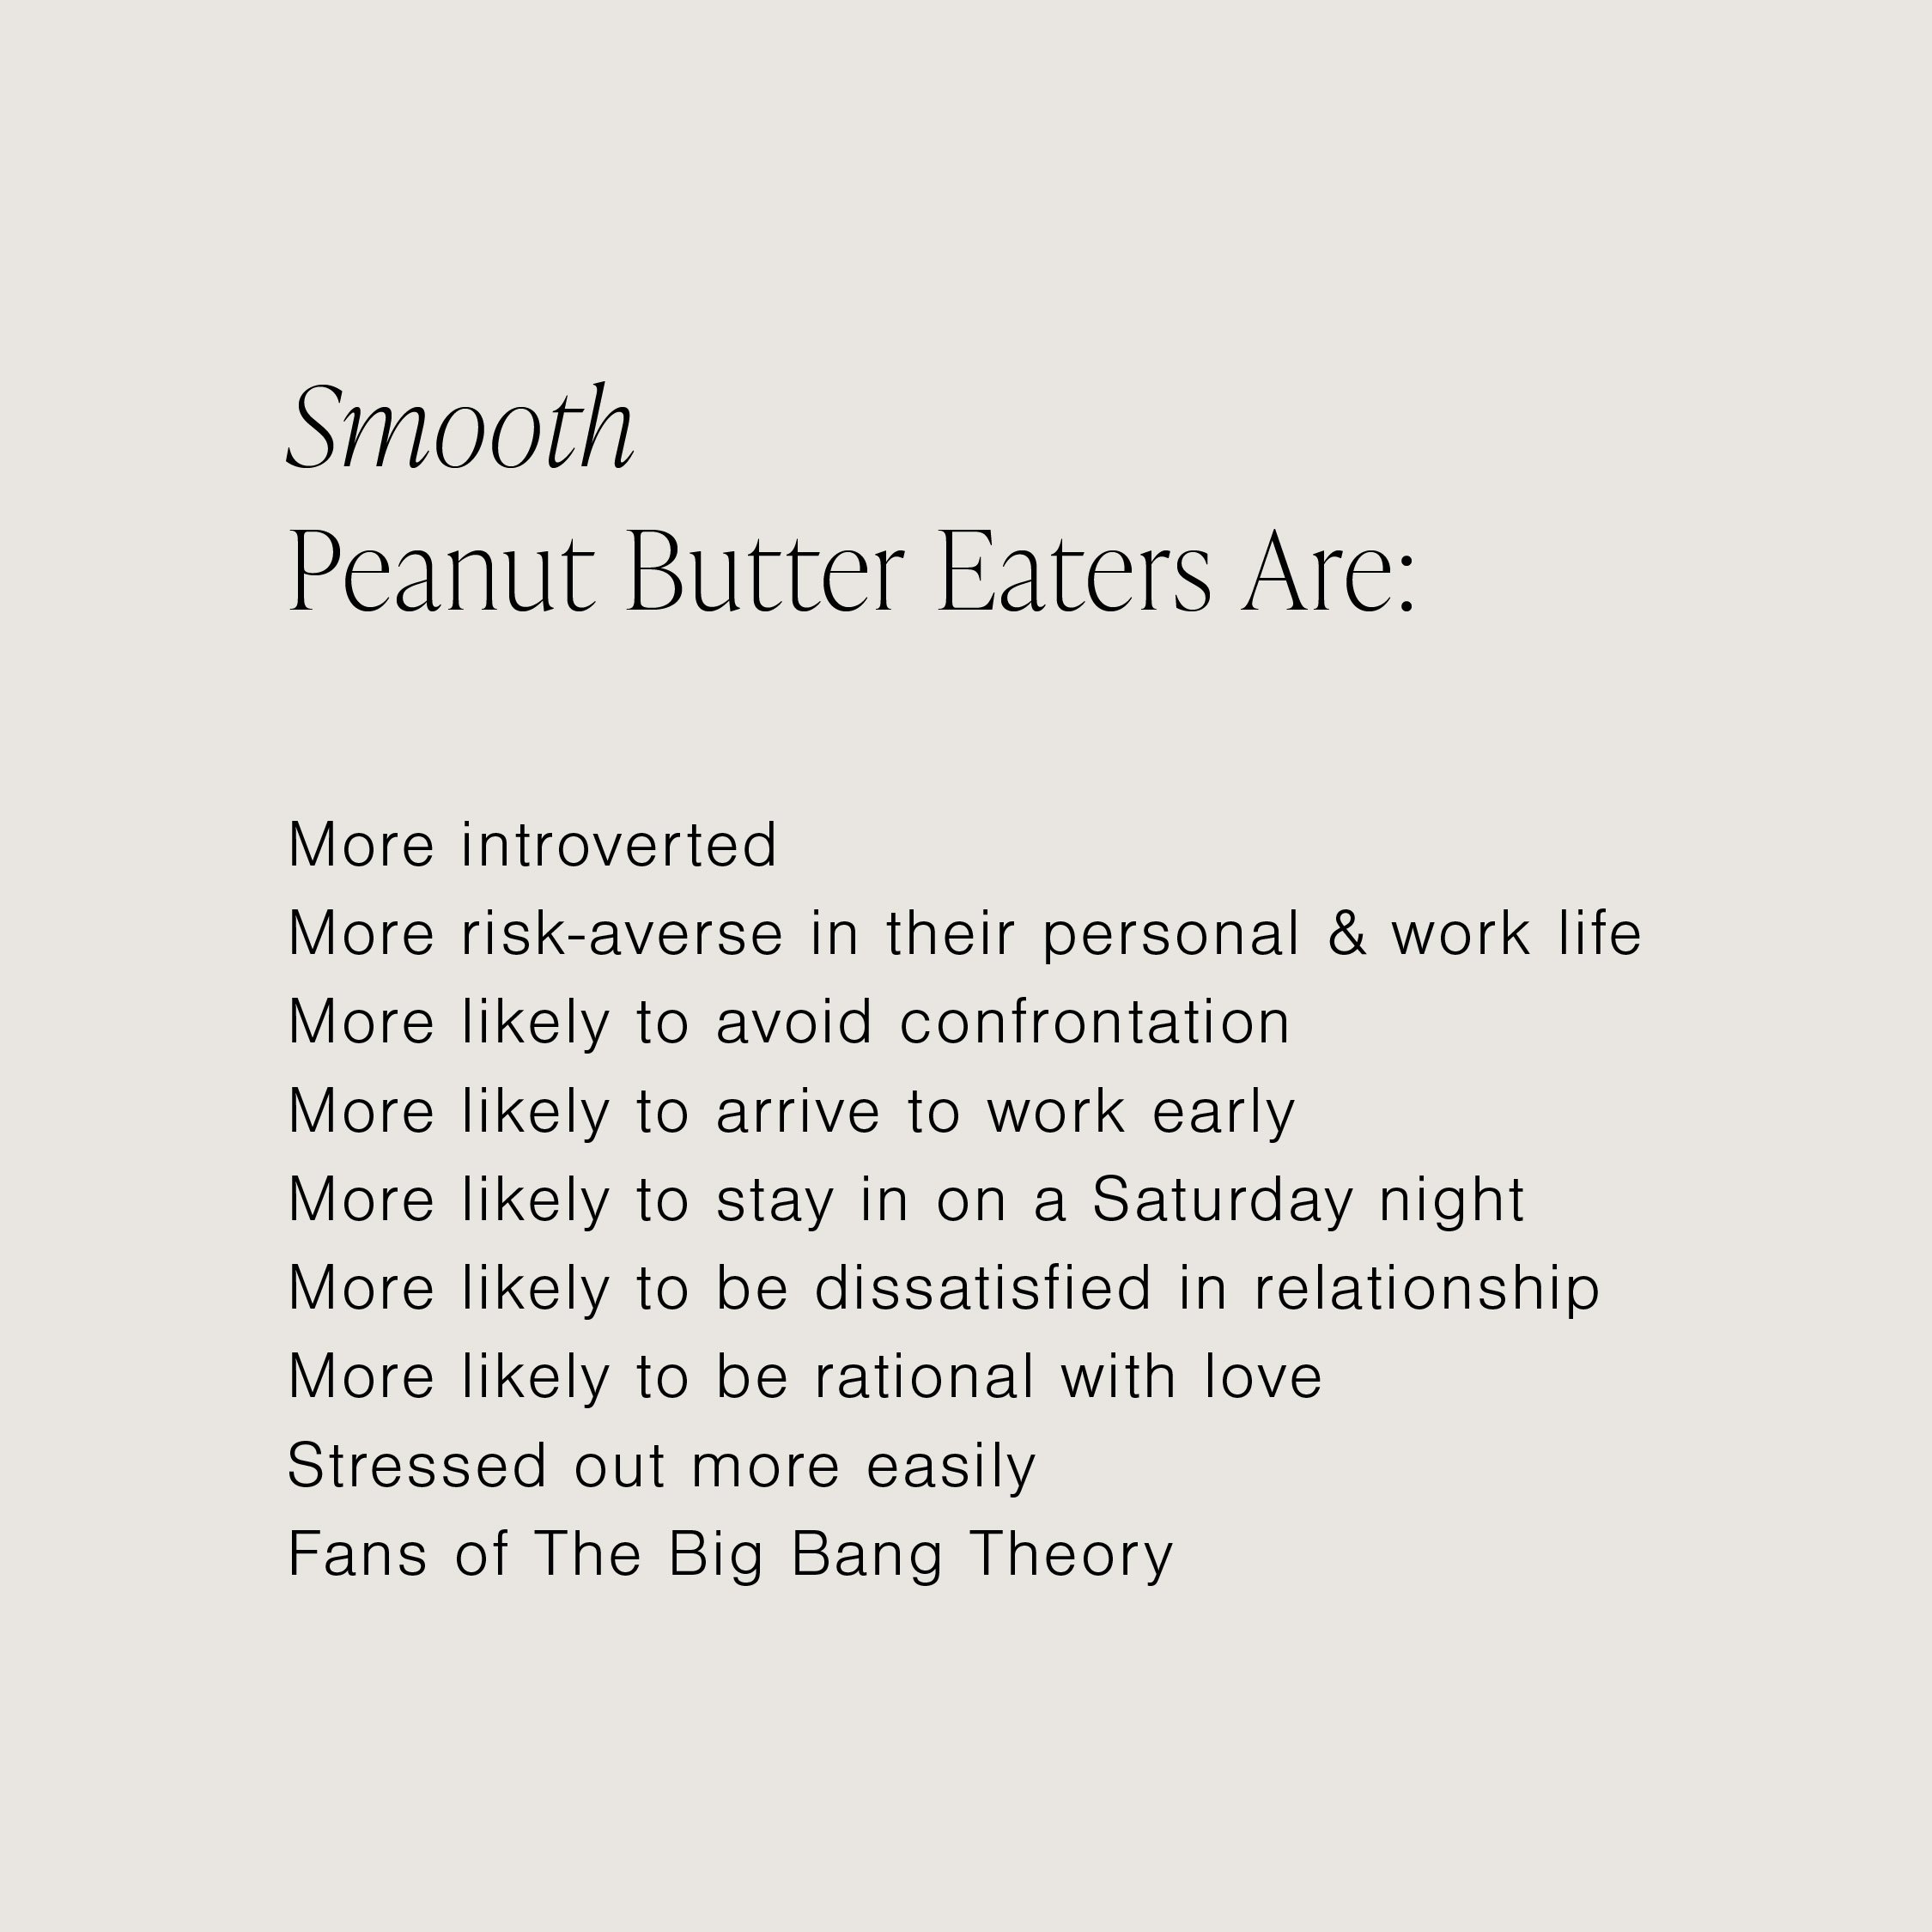 Smooth
Peanut Butter Eaters Are:
More introverted
More risk-averse in their personal & work life
More likely to avoid confrontation
More likely to arrive to work early
More likely to stay in on a Saturday night
More likely to be dissatisfied in relationship
More likely to be rational with love
Stressed out more easily
Fans of The Big Bang Theory